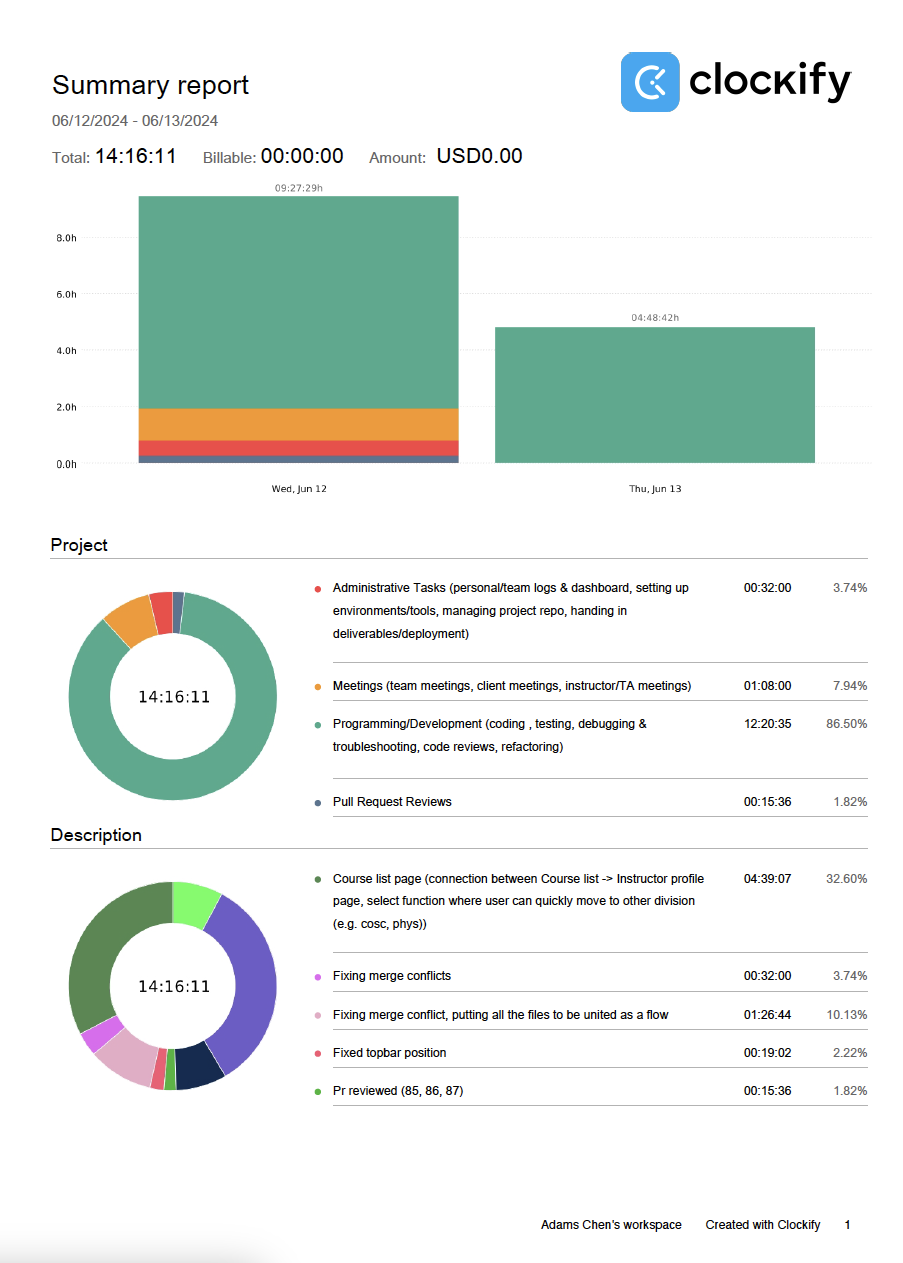 Summary report
clockify
06/12/2024 - 06/13/2024
Total: 14:16:11 Billable: 00:00:00 Amount: USD0.00
09:27:29h
8.0h
6.0h
04:48:42h
4.0h
2.0h
0.0h
Wed, Jun 12 Thu, Jun 13
Project
Administrative Tasks (personal/team logs & dashboard, setting up 00:32:00 3.74%
environments/tools, managing project repo, handing in
deliverables/deployment)
14:16:11
Meetings (team meetings, client meetings, instructor/TA meetings) 01:08:00 7.94%
Programming/Development (coding , testing, debugging & 12:20:35 86.50%
troubleshooting, code reviews, refactoring)
Pull Request Reviews 00:15:36 1.82%
Description
Course list page (connection between Course list -> Instructor profile 04:39:07 32.60%
page, select function where user can quickly move to other division
(e.g. cosc, phys))
14:16:11
Fixing merge conflicts 00:32:00 3.74%
Fixing merge conflict, putting all the files to be united as a flow 01:26:44 10.13%
Fixed topbar position 00:19:02 2.22%
Pr reviewed (85, 86, 87) 00:15:36 1.82%
Adams Chen's workspace Created with Clockify 1